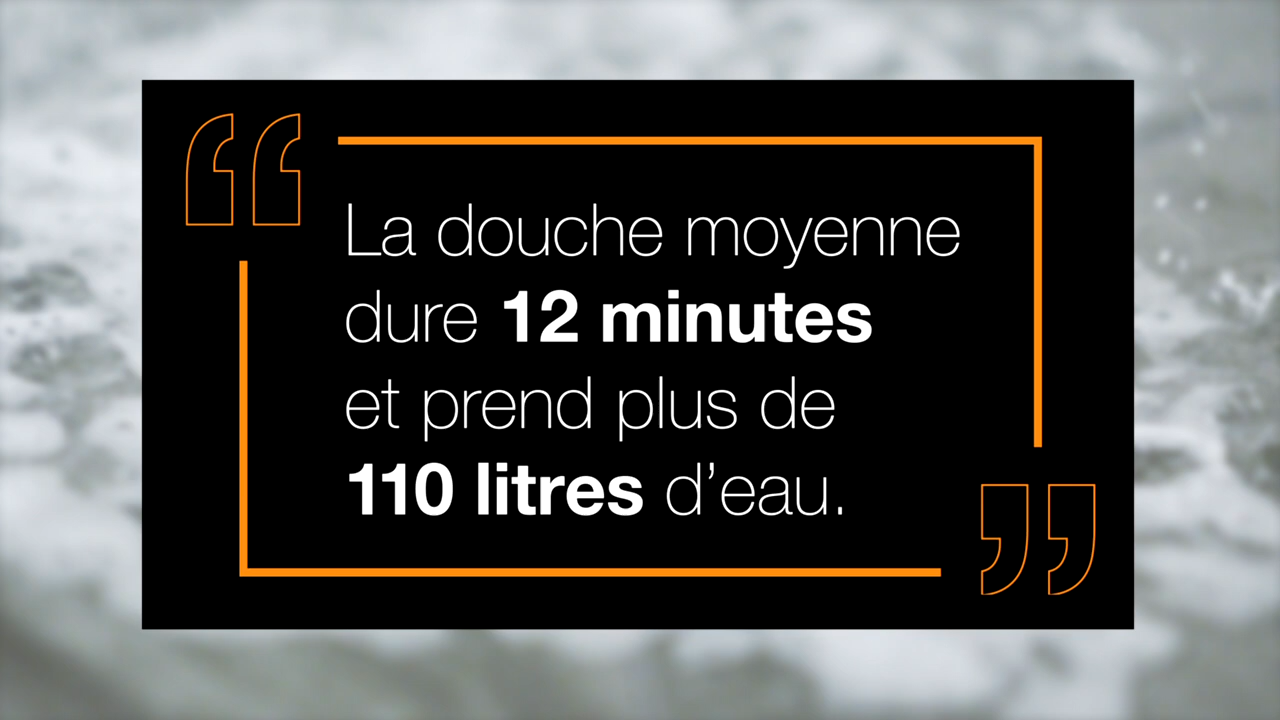 La douche moyenne
dure 12 minutes
et prend plus de
110 litres d’eau.